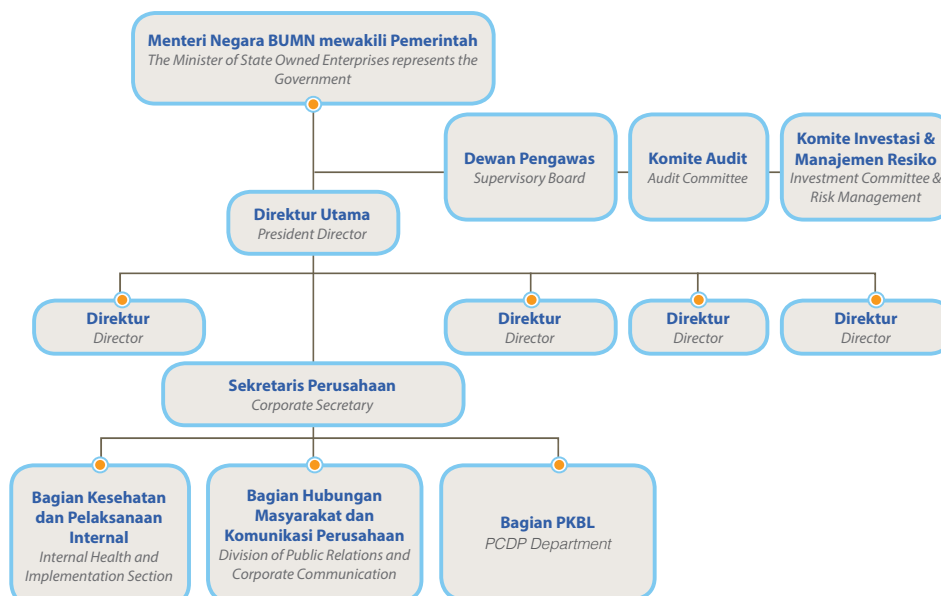 Menteri Negara BUMN mewakili Pemerintah
The Minister of State Owned Enterprises represents the
Government
Dewan Pengawas
Supervisory Board
Komite Audit
Audit Committee
Komite Investasi &
Manajemen Resiko
Investment Committee &
Risk Management
Direktur Utama
President Director
Direktur
Director
Direktur
Director
Direktur
Director
Direktur
Director
Sekretaris Perusahaan
Corporate Secretary
Bagian Kesehatan
dan Pelaksanaan
Internal
Internal Health and
Implementation Section
Bagian Hubungan
Masyarakat dan
Komunikasi Perusahaan
Division of Public Relations and
Corporate Communication
Bagian PKBL
PCDP Department